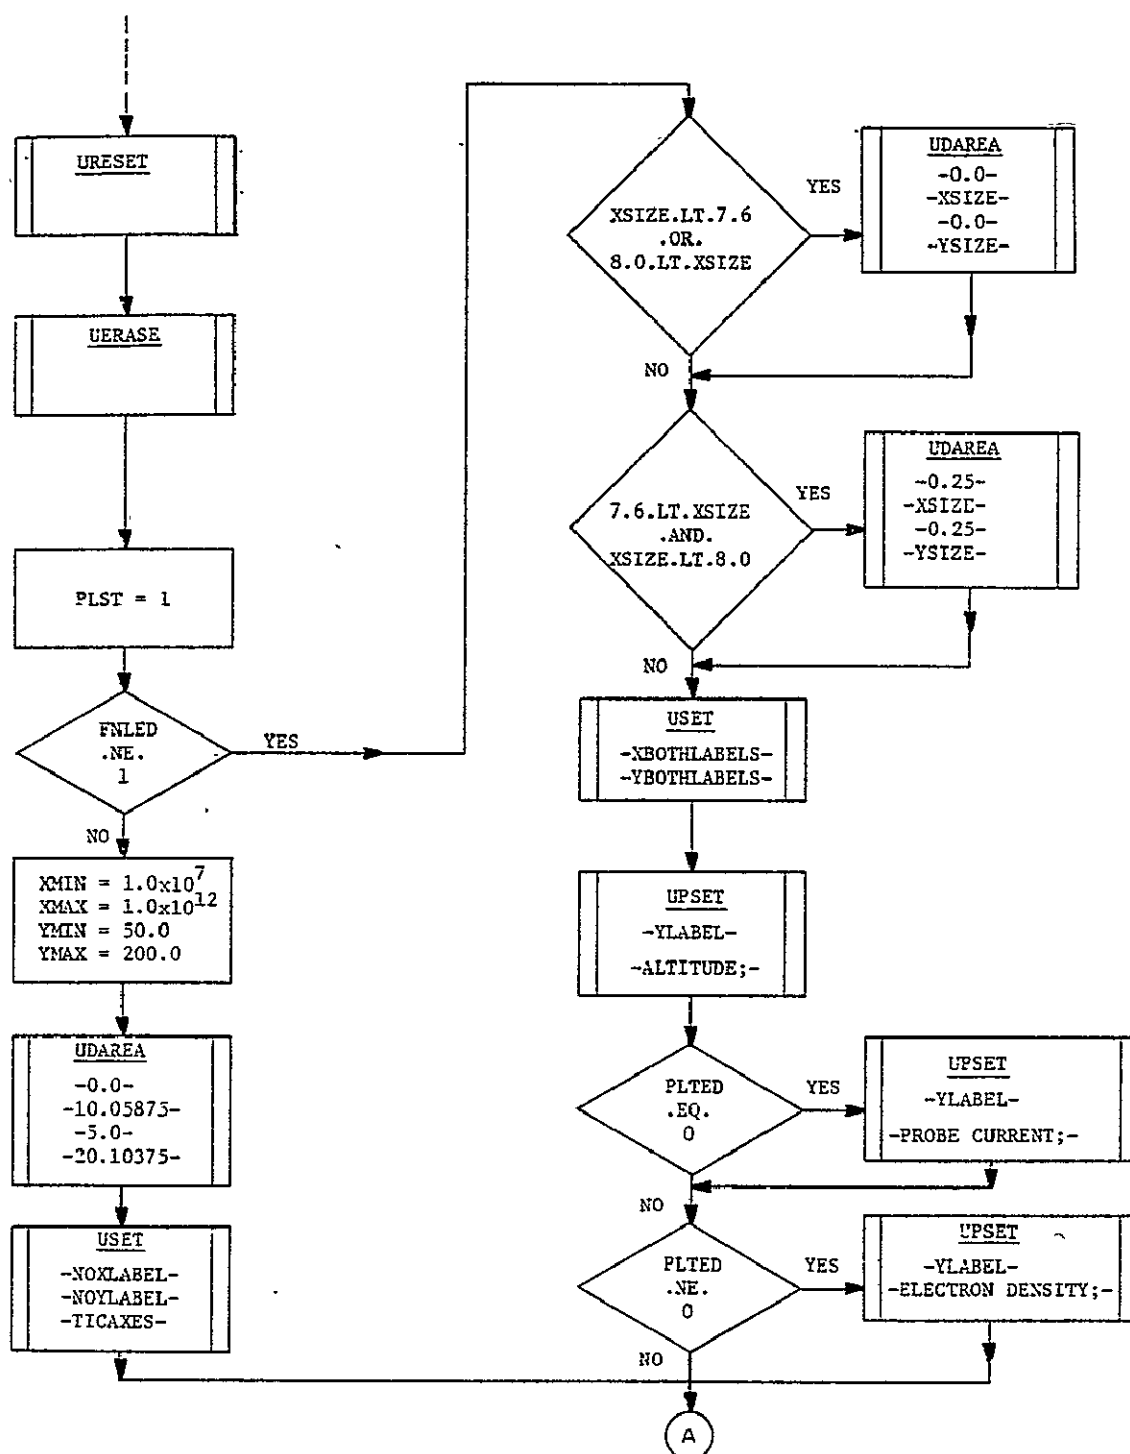 URESET
UERASE
PLST = 1
FNLED
.NE.
1
YES
NO
XMIN = 1.0x10^7
XMAX = 1.0x10^12
YMIN = 50.0
YMAX = 200.0
UDAREA
-0.0-
-10.05875-
-5.0-
-20.10375-
USET
-NOXLABEL-
-NOYLABEL-
-TICAXES-
XSIZE.LT.7.6
.OR.
8.0.LT.XSIZE
YES
UDAREA
-0.0-
-XSIZE-
-0.0-
-YSIZE-
NO
7.6.LT.XSIZE
.AND.
XSIZE.LT.8.0
YES
UDAREA
-0.25-
-XSIZE-
-0.25-
-YSIZE-
NO
USET
-XBOTHLABELS-
-YBOTHLABELS-
UPSET
-YLABEL-
-ALTITUDE;-
PLTED
.EQ.
0
YES
UPSET
-YLABEL-
-PROBE CURRENT;-
NO
PLTED
.NE.
0
YES
UPSET
-YLABEL-
-ELECTRON DENSITY;-
NO
A